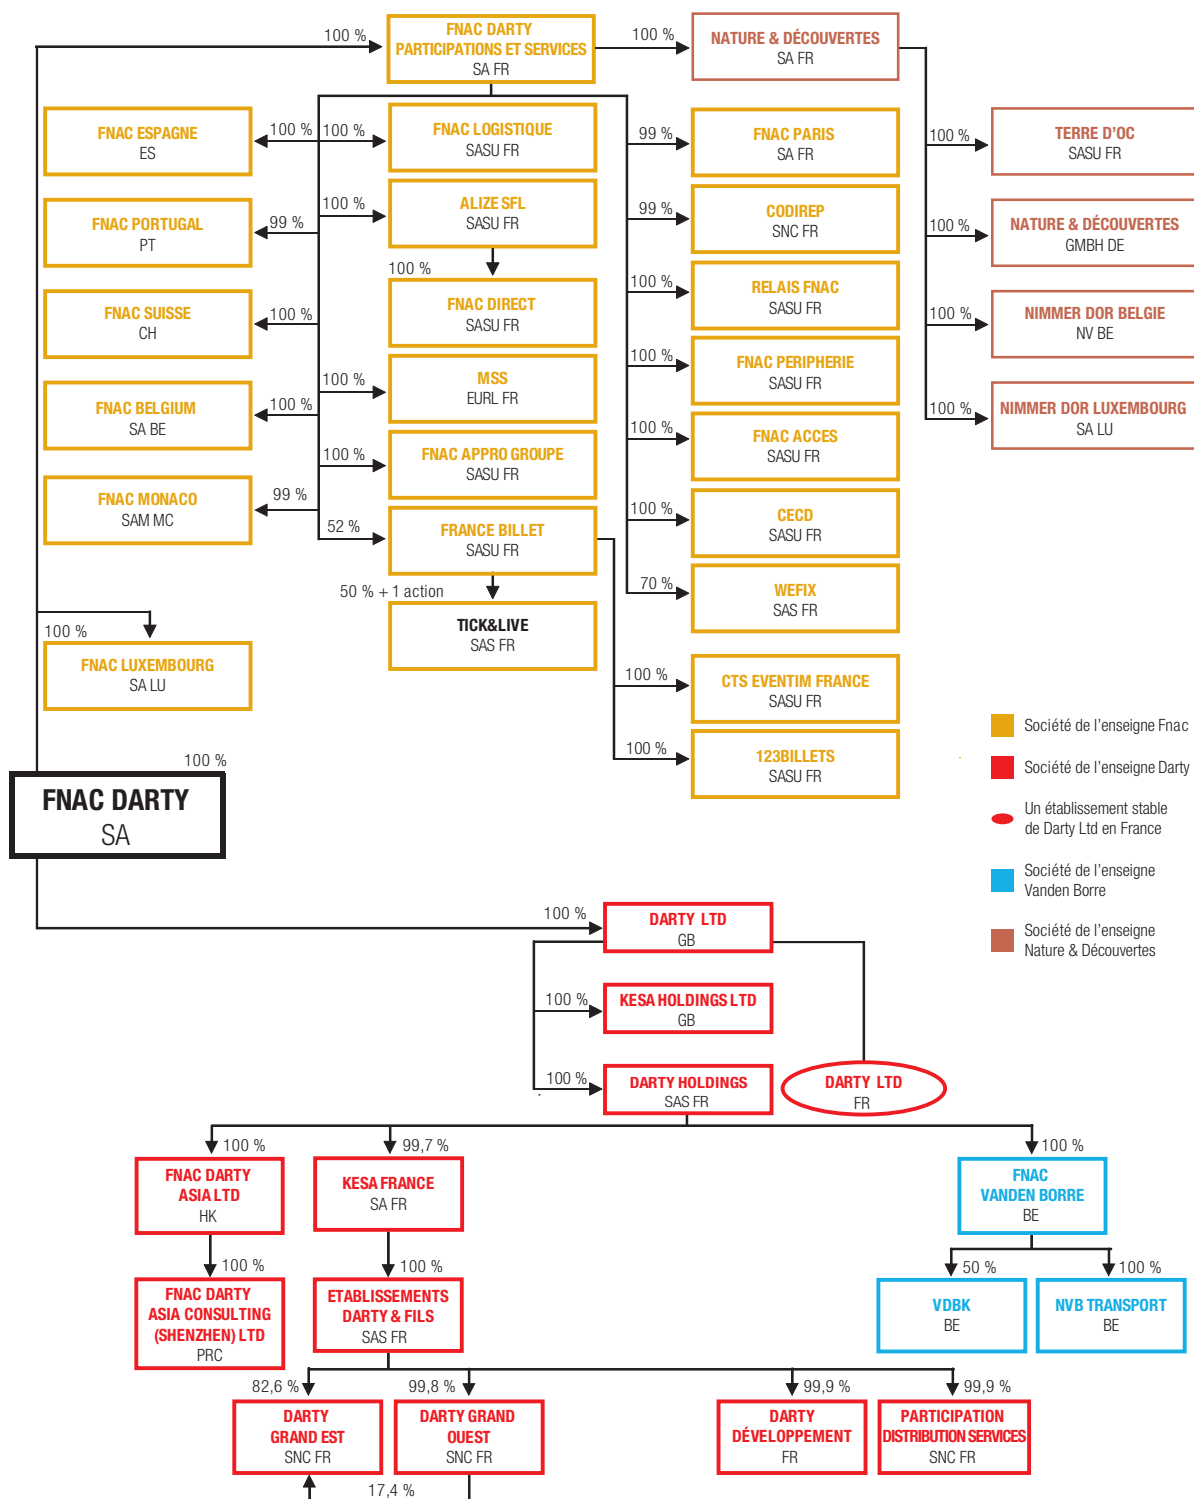 100 %
FNAC DARTY
PARTICIPATIONS ET SERVICES
SA FR
100 %
NATURE & DÉCOUVERTES
SA FR
FNAC ESPAGNE
ES
100 %
100 %
FNAC LOGISTIQUE
SASU FR
99 %
FNAC PARIS
SA FR
100 %
TERRE D'OC
SASU FR
FNAC PORTUGAL
PT
99 %
100 %
ALIZE SFL
SASU FR
99 %
CODIREP
SNC FR
100 %
NATURE & DÉCOUVERTES
GMBH DE
100 %
FNAC DIRECT
SASU FR
FNAC SUISSE
CH
100 %
100 %
RELAIS FNAC
SASU FR
100 %
NIMMER DOR BELGIE
NV BE
100 %
MSS
EURL FR
100 %
FNAC PERIPHERIE
SASU FR
FNAC BELGIUM
SA BE
100 %
100 %
NIMMER DOR LUXEMBOURG
SA LU
100 %
FNAC APPRO GROUPE
SASU FR
100 %
FNAC ACCES
SASU FR
FNAC MONACO
SAM MC
99 %
52 %
FRANCE BILLET
SASU FR
100 %
CECD
SASU FR
50 % + 1 action
TICK&LIVE
SAS FR
70 %
WEFIX
SAS FR
100 %
FNAC LUXEMBOURG
SA LU
100 %
CTS EVENTIM FRANCE
SASU FR
100 %
123BILLETS
SASU FR
100 %
FNAC DARTY
SA
Société de l'enseigne Fnac
Société de l'enseigne Darty
Un établissement stable
de Darty Ltd en France
Société de l'enseigne
Vanden Borre
Société de l'enseigne
Nature & Découvertes
100 %
DARTY LTD
GB
100 %
KESA HOLDINGS LTD
GB
100 %
DARTY HOLDINGS
SAS FR
DARTY LTD
FR
100 %
FNAC DARTY
ASIA LTD
HK
99,7 %
KESA FRANCE
SA FR
100 %
FNAC
VANDEN BORRE
BE
100 %
FNAC DARTY
ASIA CONSULTING
(SHENZHEN) LTD
PRC
100 %
ETABLISSEMENTS
DARTY & FILS
SAS FR
50 %
VDBK
BE
100 %
NVB TRANSPORT
BE
82,6 %
DARTY
GRAND EST
SNC FR
99,8 %
DARTY GRAND
OUEST
SNC FR
99,9 %
DARTY
DÉVELOPPEMENT
FR
99,9 %
PARTICIPATION
DISTRIBUTION SERVICES
SNC FR
17,4 %